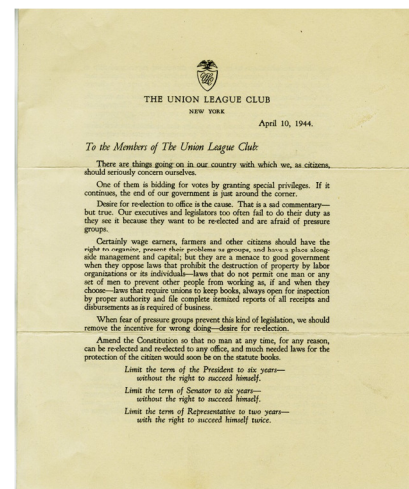 THE UNION LEAGUE CLUB
NEW YORK
April 10, 1944.
To the Members of The Union League Club:
There are things going on in our country with which we, as citizens,
should seriously concern ourselves.
One of them is bidding for votes by granting special privileges. If it
continues, the end of our government is just around the corner.
Desire for re-election to office is the cause. That is a sad commentary—
but true. Our executives and legislators too often fail to do their duty as
they see it because they want to be re-elected and are afraid of pressure
groups.
Certainly wage earners, farmers and other citizens should have the
right to organize, present their problems as groups, and have a place along-
side management and capital; but they are a menace to good government
when they oppose laws that prohibit the destruction of property by labor
organizations or its individuals—laws that do not permit one man or any
set of men to prevent other people from working as, if and when they
choose—laws that require unions to keep books, always open for inspection
by proper authority and file complete itemized reports of all receipts and
disbursements as is required of business.
When fear of pressure groups prevent this kind of legislation, we should
remove the incentive for wrong doing—desire for re-election.
Amend the Constitution so that no man at any time, for any reason,
can be re-elected and re-elected to any office, and much needed laws for the
protection of the citizen would soon be on the statute books.
Limit the term of the President to six years—
without the right to succeed himself.
Limit the term of Senator to six years—
without the right to succeed himself.
Limit the term of Representative to two years—
with the right to succeed himself twice.